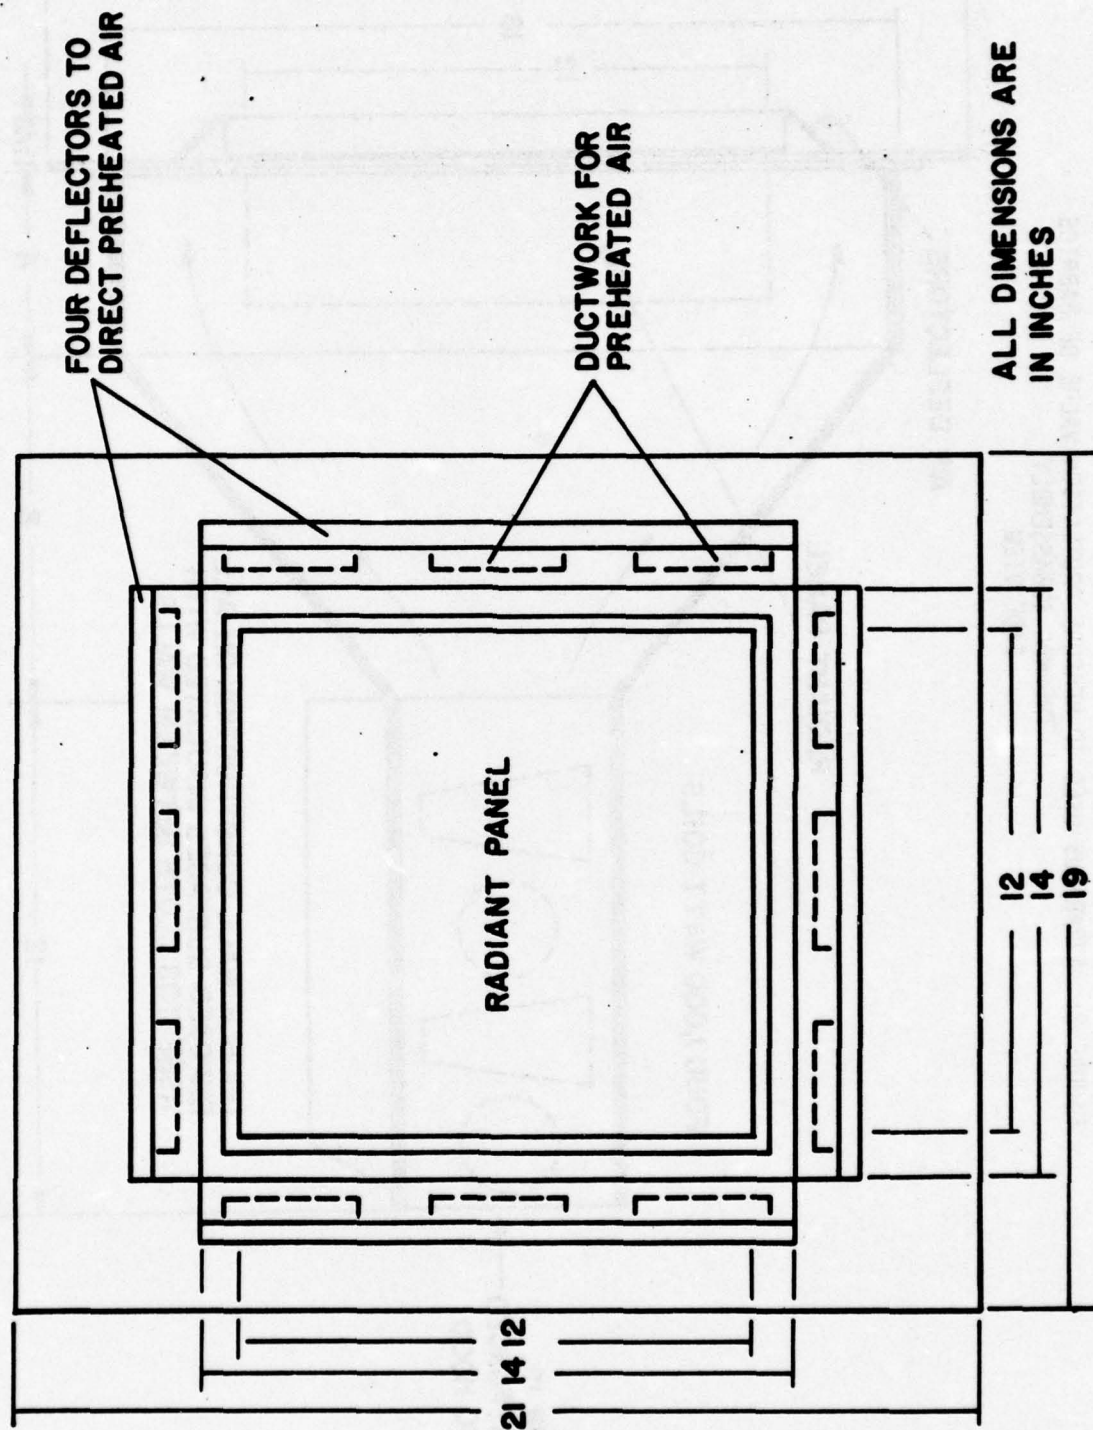 FOUR DEFLECTORS TO
DIRECT PREHEATED AIR
DUCTWORK FOR
PREHEATED AIR
ALL DIMENSIONS ARE
IN INCHES
RADIANT PANEL
12
14
19
12
14
21